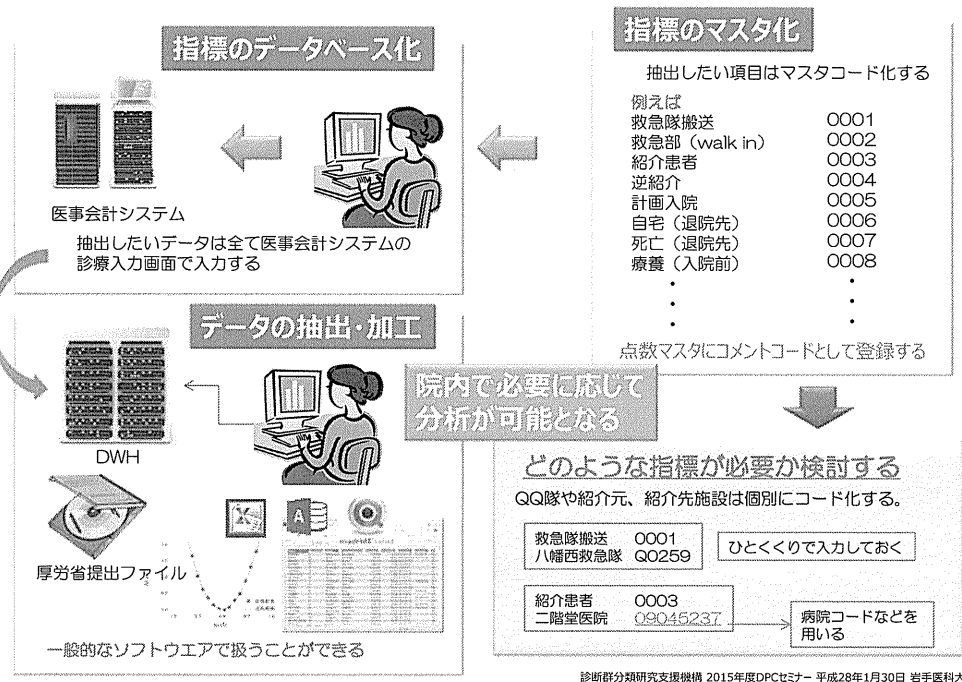 指標のマスタ化
抽出したい項目はマスタコード化する
例えば
救急隊搬送 0001
救急部（walk in） 0002
紹介患者 0003
逆紹介 0004
計画入院 0005
自宅（退院先） 0006
死亡（退院先） 0007
療養（入院前） 0008
・ ・
・ ・
・ ・
点数マスタにコメントコードとして登録する
指標のデータベース化
医事会計システム
抽出したいデータは全て医事会計システムの
診療入力画面で入力する
データの抽出・加工
DWH
厚労省提出ファイル
一般的なソフトウエアで扱うことができる
院内で必要に応じて
分析が可能となる
どのような指標が必要か検討する
QQ隊や紹介元、紹介先施設は個別にコード化する。
救急隊搬送 0001
八幡西救急隊 Q0259
ひとくくりで入力しておく
紹介患者 0003
二階堂医院 09045237
病院コードなどを
用いる
診断群分類研究支援機構 2015年度DPCセミナー 平成28年1月30日 岩手医科大